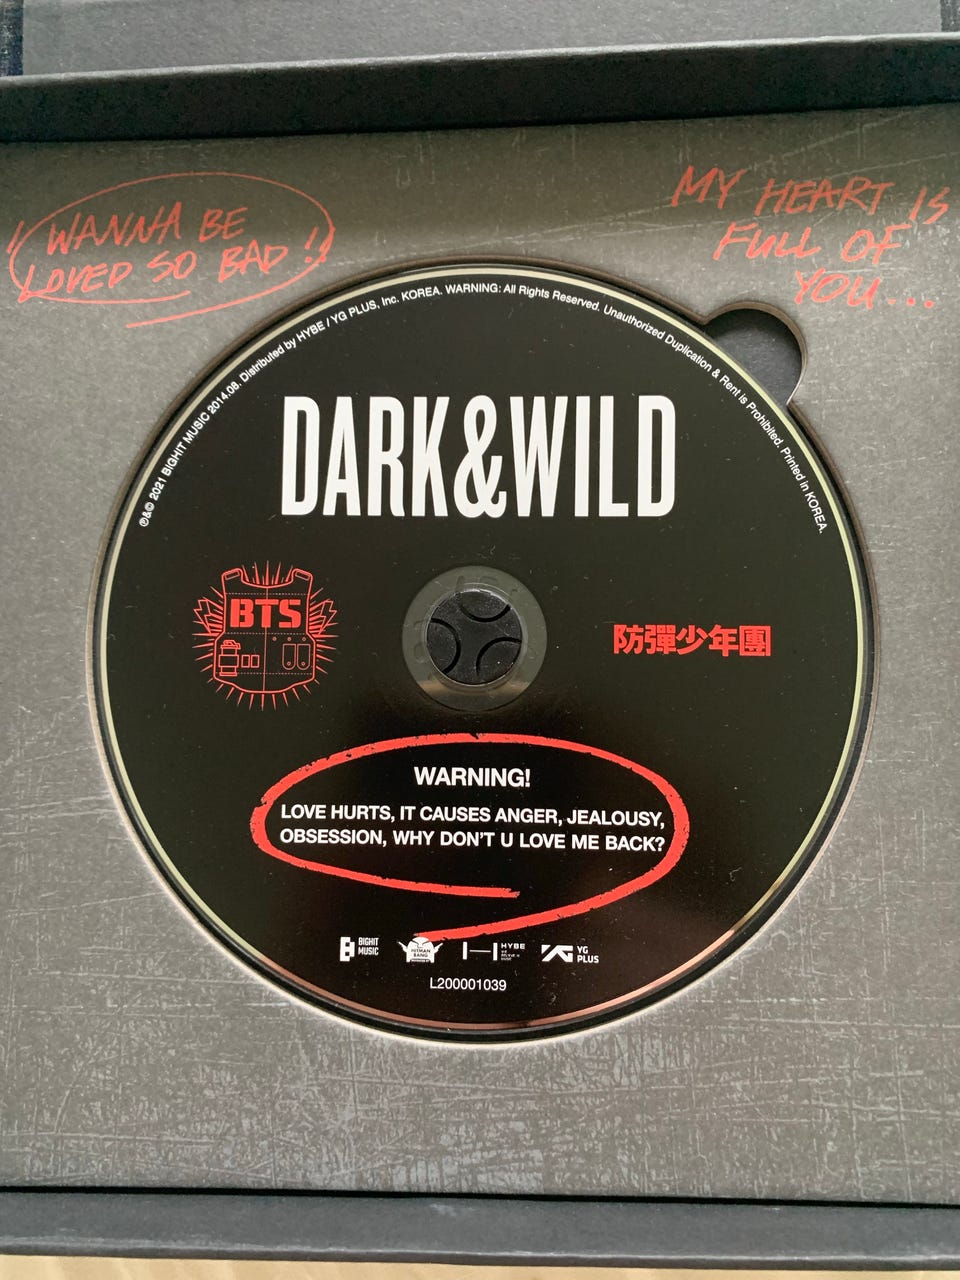 WANNA BE
LOVED SO BAD!!
MY HEART IS
FULL OF
YOU...
℗&© 2021 BIGHIT MUSIC 2014.08. Distributed by HYBE / YG PLUS, Inc. KOREA. WARNING: All Rights Reserved. Unauthorized Duplication & Rent is Prohibited. Printed in KOREA.
DARK&WILD
BTS
防彈少年團
WARNING!
LOVE HURTS, IT CAUSES ANGER, JEALOUSY,
OBSESSION, WHY DON'T U LOVE ME BACK?
BIGHIT
MUSIC
HITMAN
BANG
HYBE
YG
PLUS
L200001039